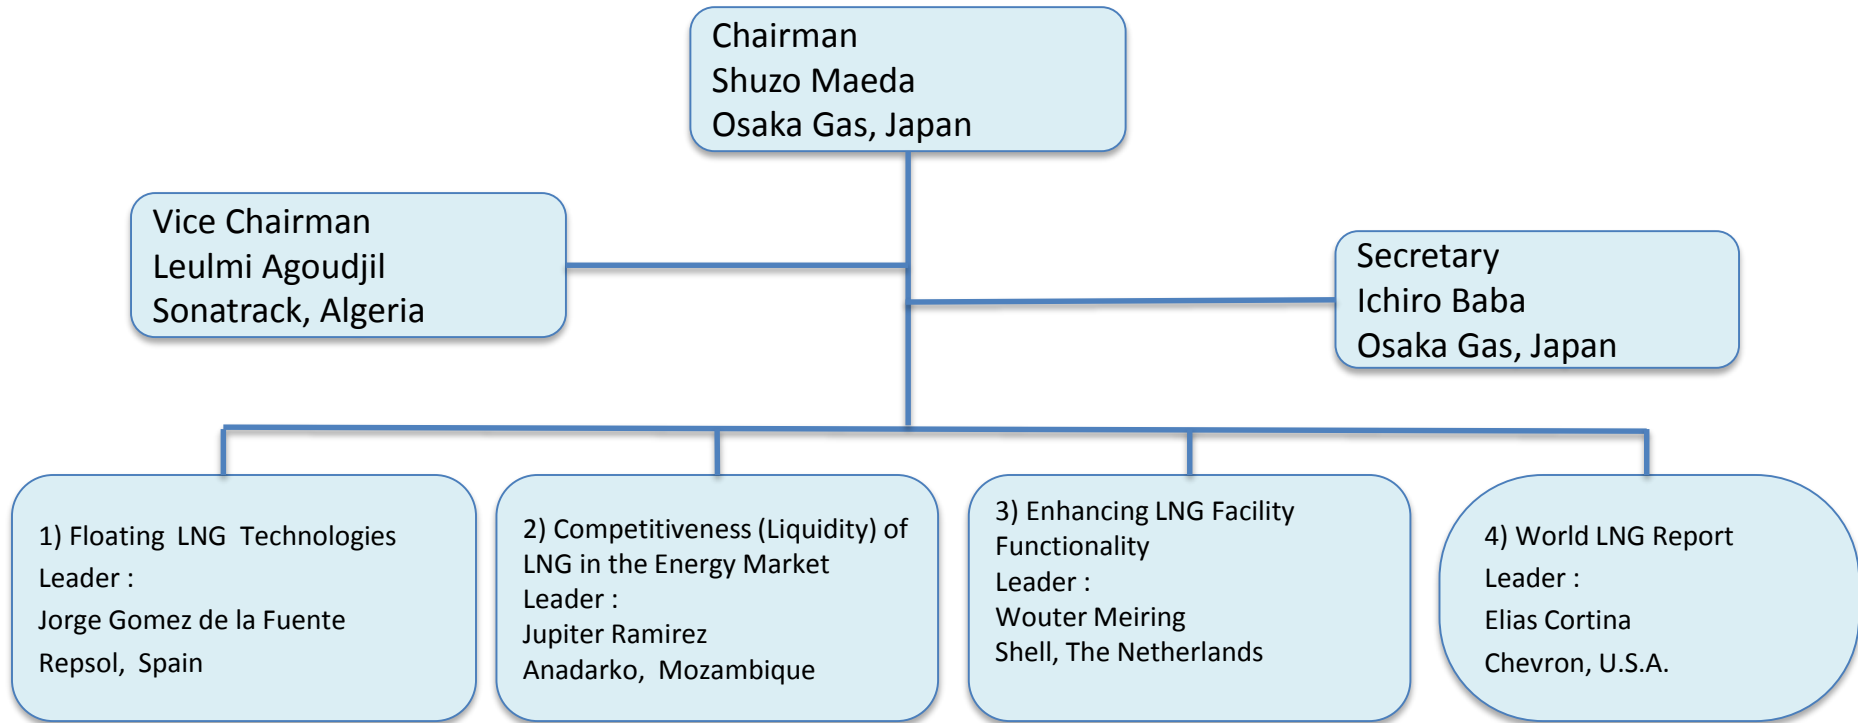 Chairman
Shuzo Maeda
Osaka Gas, Japan
Vice Chairman
Leulmi Agoudjil
Sonatrack, Algeria
Secretary
Ichiro Baba
Osaka Gas, Japan
1) Floating LNG Technologies
Leader :
Jorge Gomez de la Fuente
Repsol, Spain
2) Competitiveness (Liquidity) of
LNG in the Energy Market
Leader :
Jupiter Ramirez
Anadarko, Mozambique
3) Enhancing LNG Facility
Functionality
Leader :
Wouter Meiring
Shell, The Netherlands
4) World LNG Report
Leader :
Elias Cortina
Chevron, U.S.A.